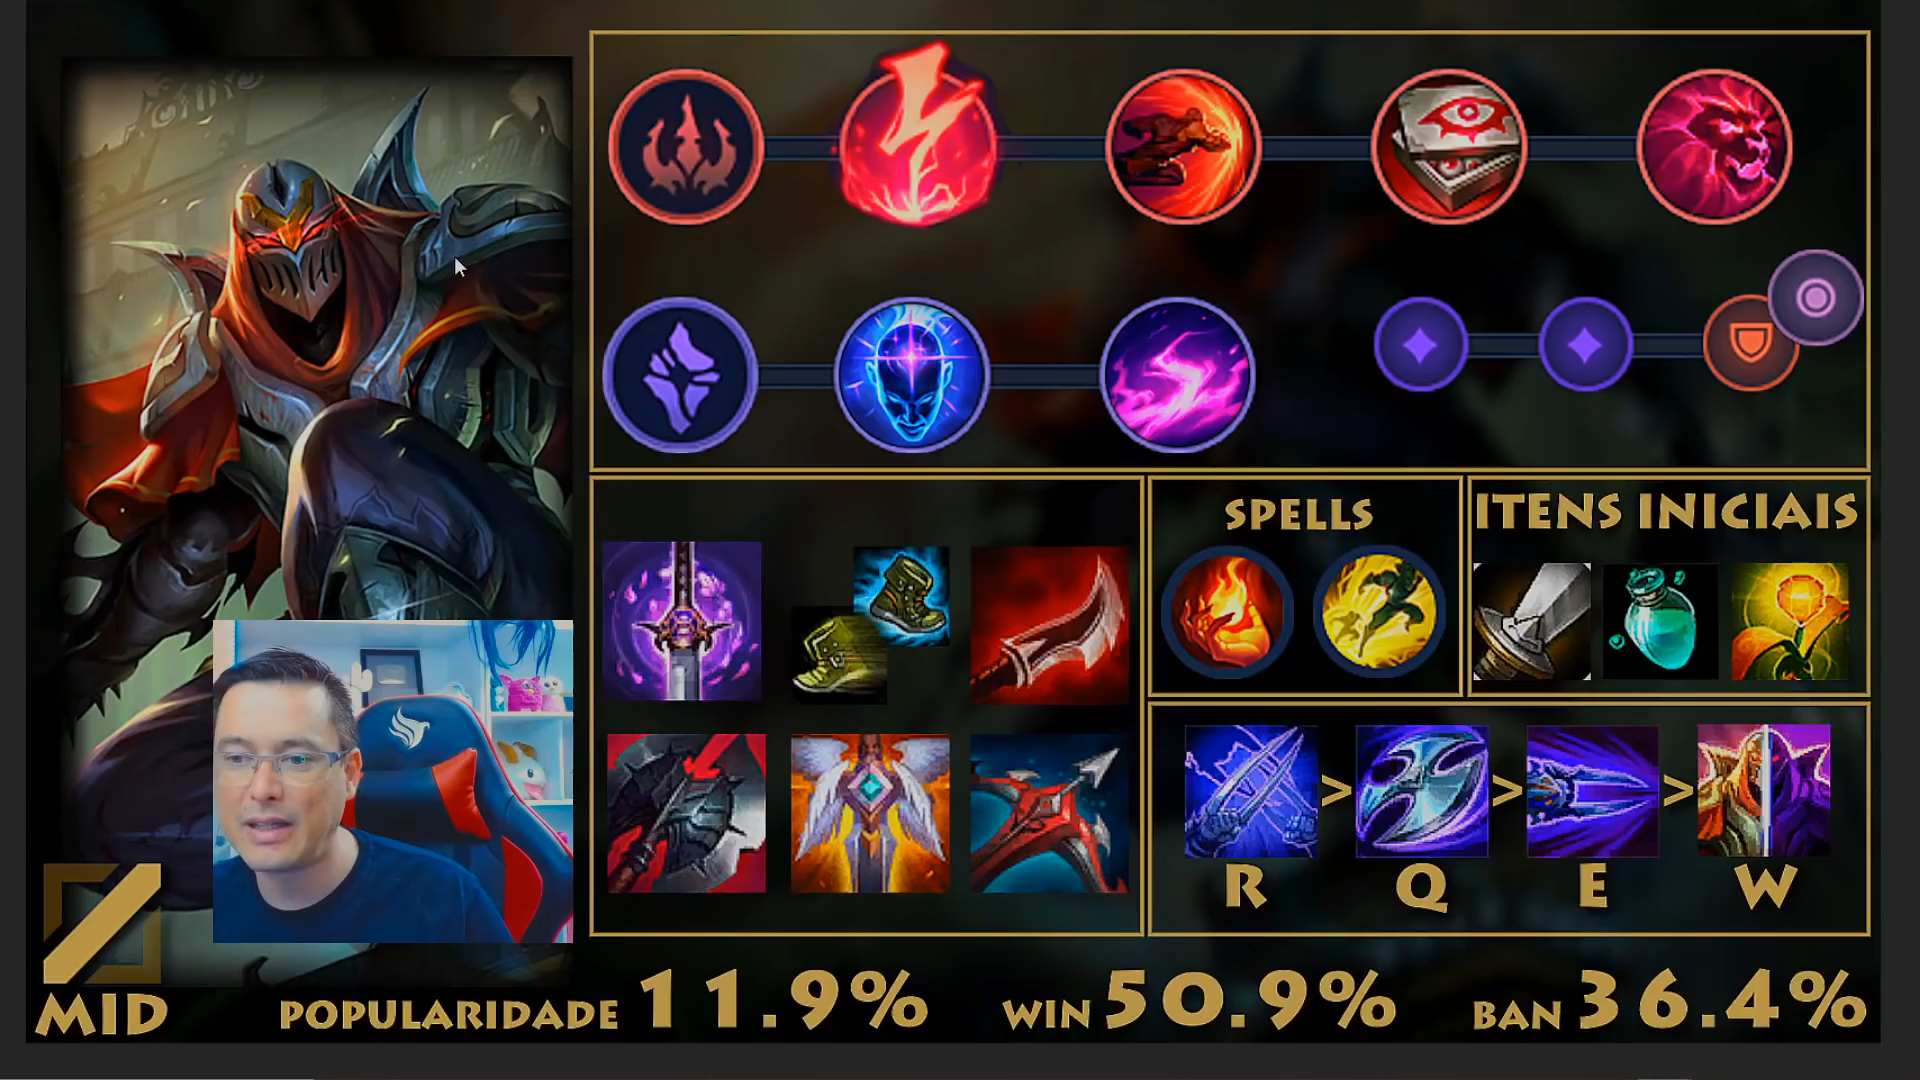 SPELLS
ITENS INICIAIS
> > >
R Q E W
MID
POPULARIDADE 11.9%
WIN 50.9%
BAN 36.4%